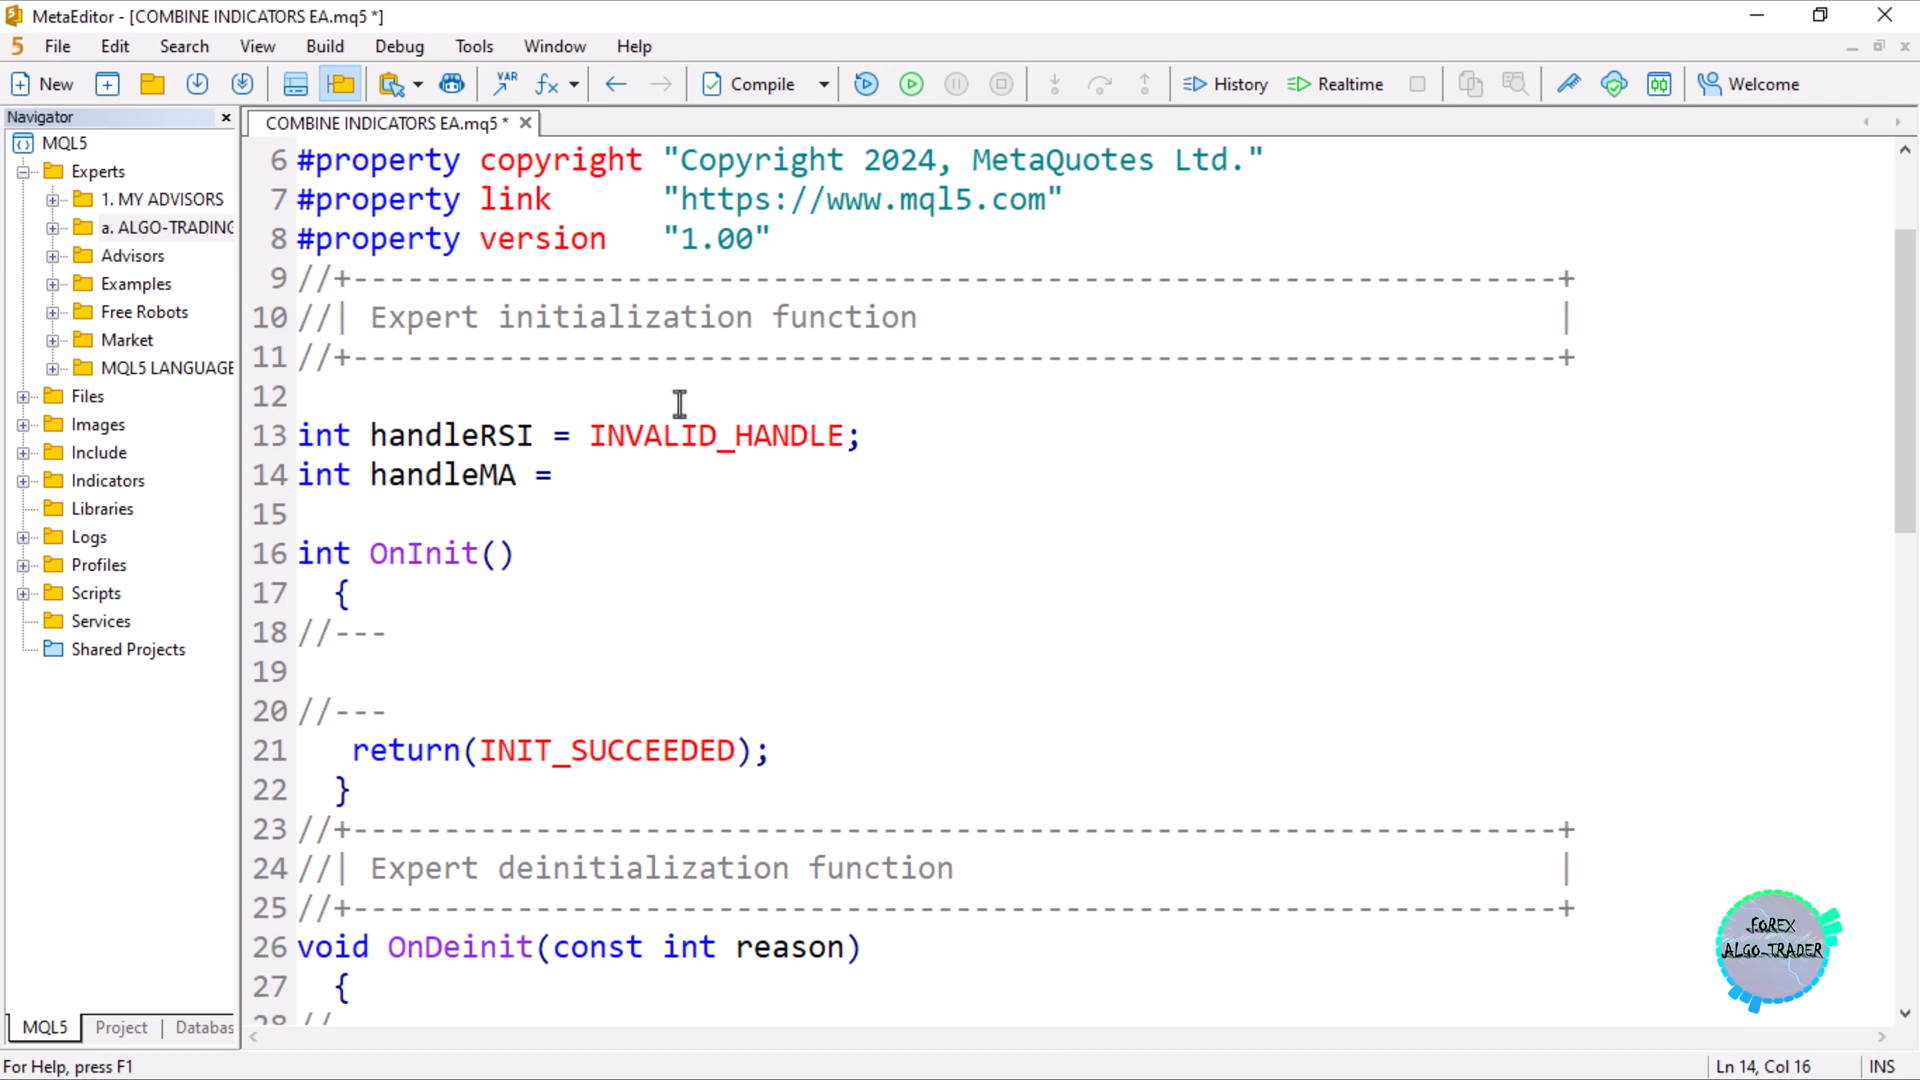 MetaEditor - [COMBINE INDICATORS EA.mq5 *]
5 File Edit Search View Build Debug Tools Window Help
New VAR fx Compile History Realtime Welcome
Navigator
MQL5
Experts
1. MY ADVISORS
a. ALGO-TRADING
Advisors
Examples
Free Robots
Market
MQL5 LANGUAGE
Files
Images
Include
Indicators
Libraries
Logs
Profiles
Scripts
Services
Shared Projects
MQL5 Project Databas
COMBINE INDICATORS EA.mq5 *
6 #property copyright "Copyright 2024, MetaQuotes Ltd."
7 #property link      "https://www.mql5.com"
8 #property version   "1.00"
9 //+------------------------------------------------------------------+
10 //| Expert initialization function                                   |
11 //+------------------------------------------------------------------+
12
13 int handleRSI = INVALID_HANDLE;
14 int handleMA =
15
16 int OnInit()
17   {
18 //---
19
20 //---
21    return(INIT_SUCCEEDED);
22   }
23 //+------------------------------------------------------------------+
24 //| Expert deinitialization function                                 |
25 //+------------------------------------------------------------------+
26 void OnDeinit(const int reason)
27   {
28 //
FOREX
ALGO-TRADER
For Help, press F1
Ln 14, Col 16 INS